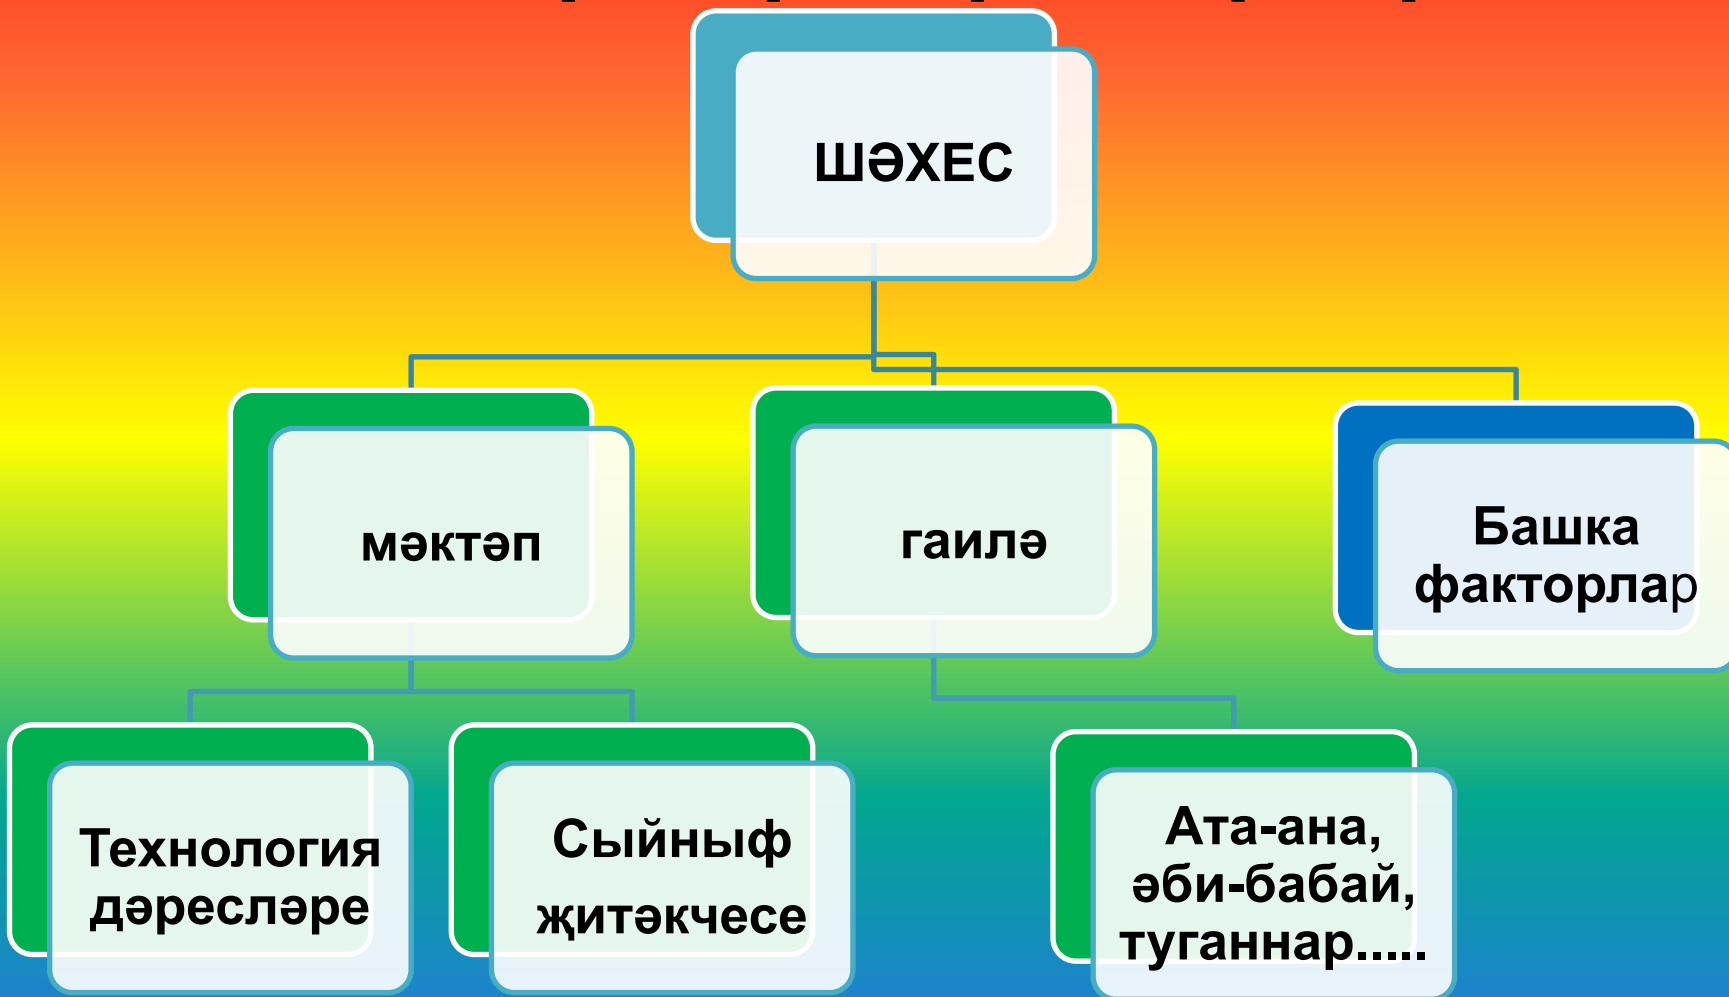 ШӘХЕС
мәктәп
гаилә
Башка
факторлар
Технология
дәресләре
Сыйныф
җитәкчесе
Ата-ана,
әби-бабай,
туганнар.....